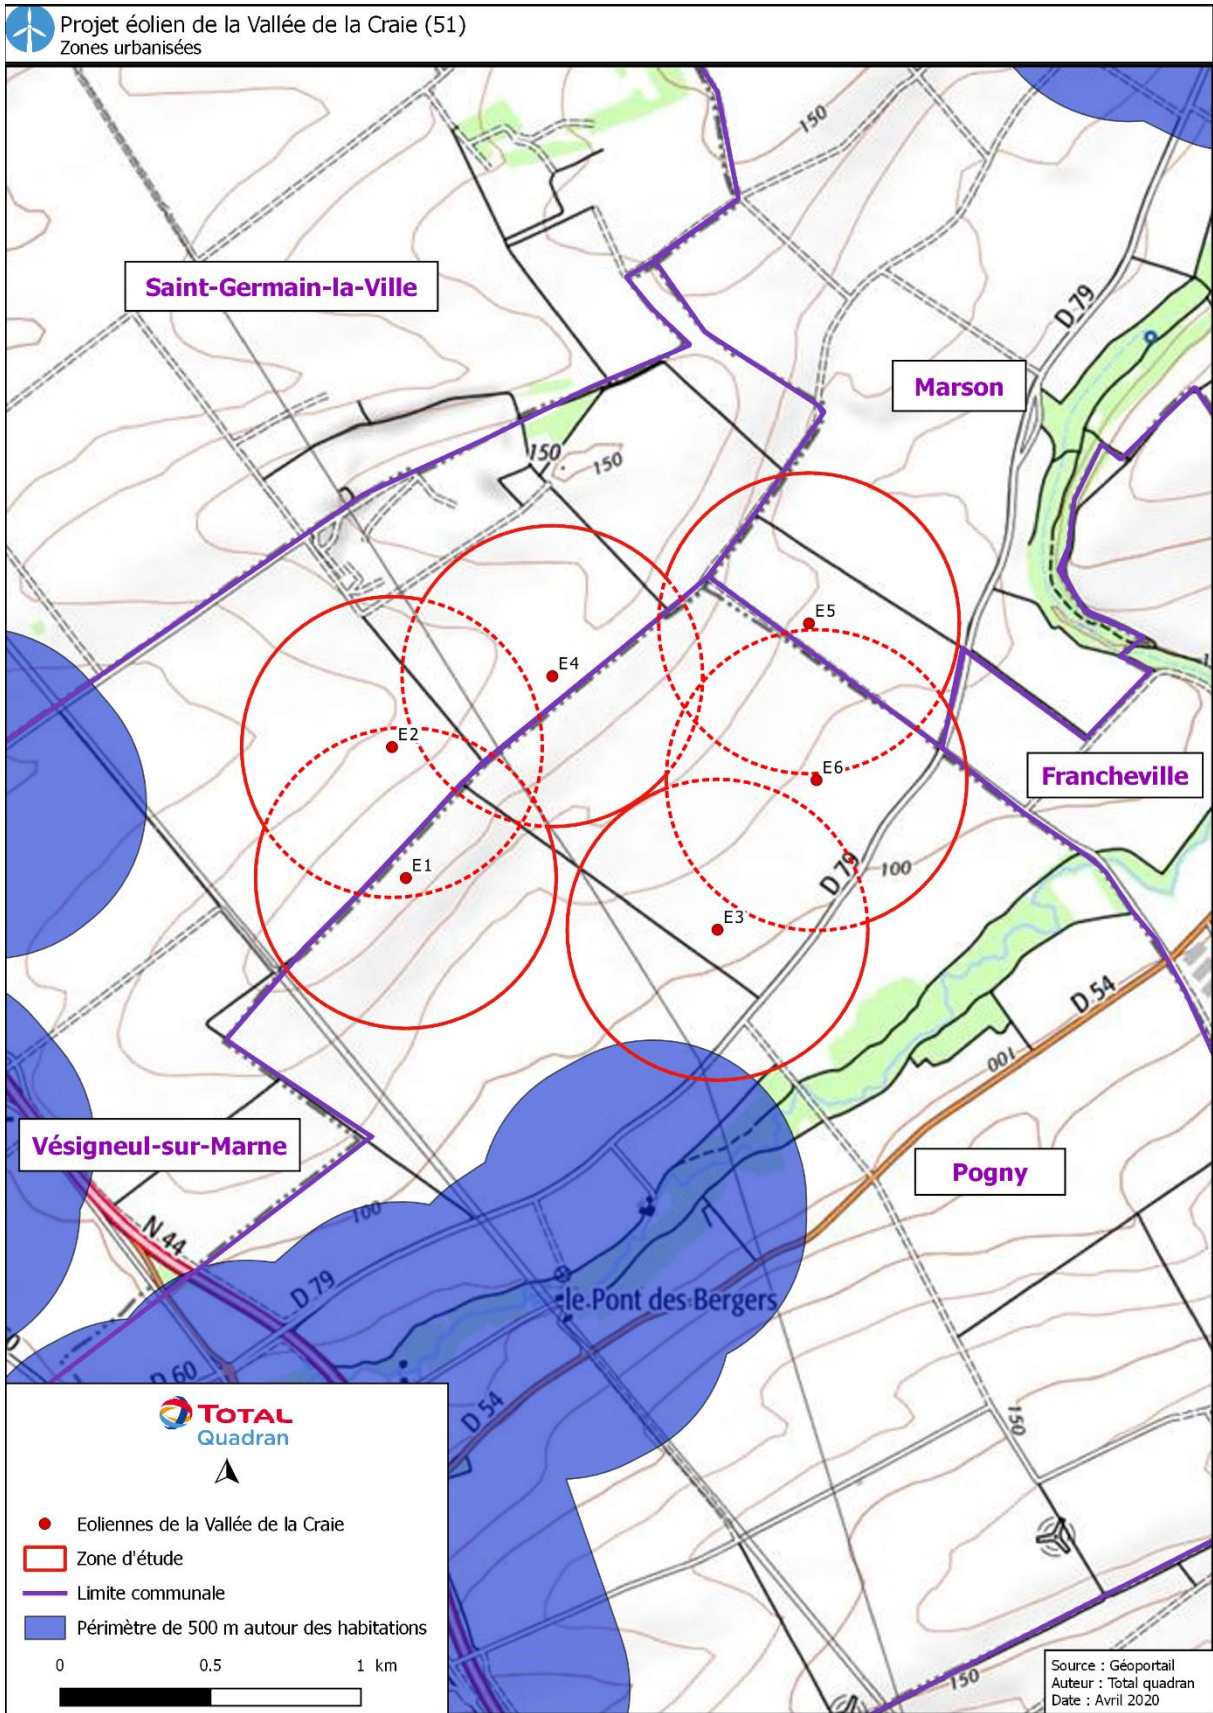 Projet éolien de la Vallée de la Craie (51)
Zones urbanisées
150
Saint-Germain-la-Ville
D 79
Marson
150
150
E5
E4
E2
E6
Francheville
E1
D 79
100
E3
D 54
100
Vésigneul-sur-Marne
Pogny
100
N 44
D 79
le Pont des Bergers
D 60
D 54
150
TOTAL
Quadran
Eoliennes de la Vallée de la Craie
Zone d'étude
Limite communale
Périmètre de 500 m autour des habitations
0 0.5 1 km
150
Source : Géoportail
Auteur : Total quadran
Date : Avril 2020